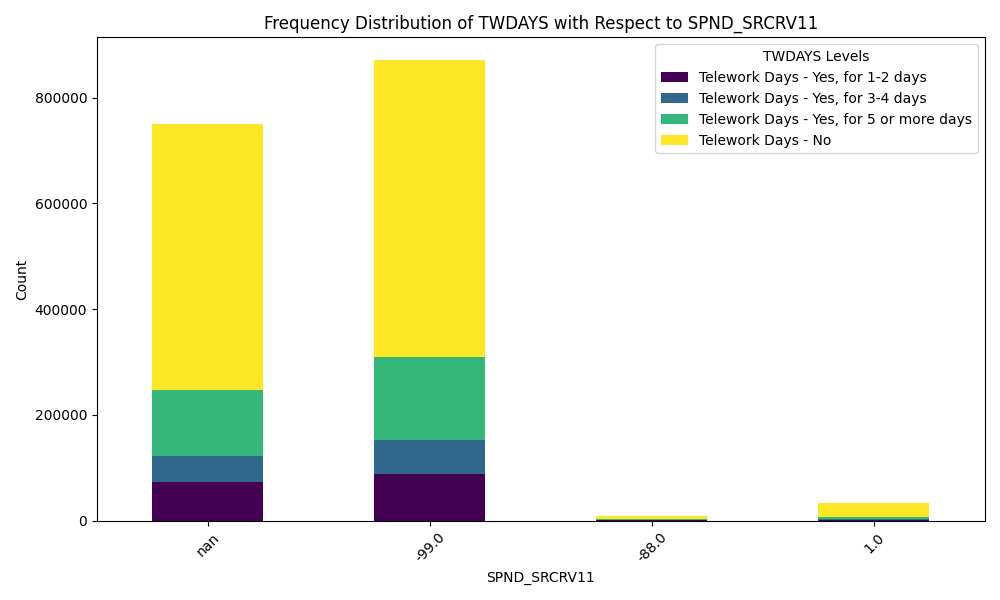 Frequency Distribution of TWDAYS with Respect to SPND_SRCRV11
TWDAYS Levels
Telework Days - Yes, for 1-2 days
Telework Days - Yes, for 3-4 days
Telework Days - Yes, for 5 or more days
Telework Days - No
Count
800000
600000
400000
200000
0
nan
-99.0
-88.0
1.0
SPND_SRCRV11